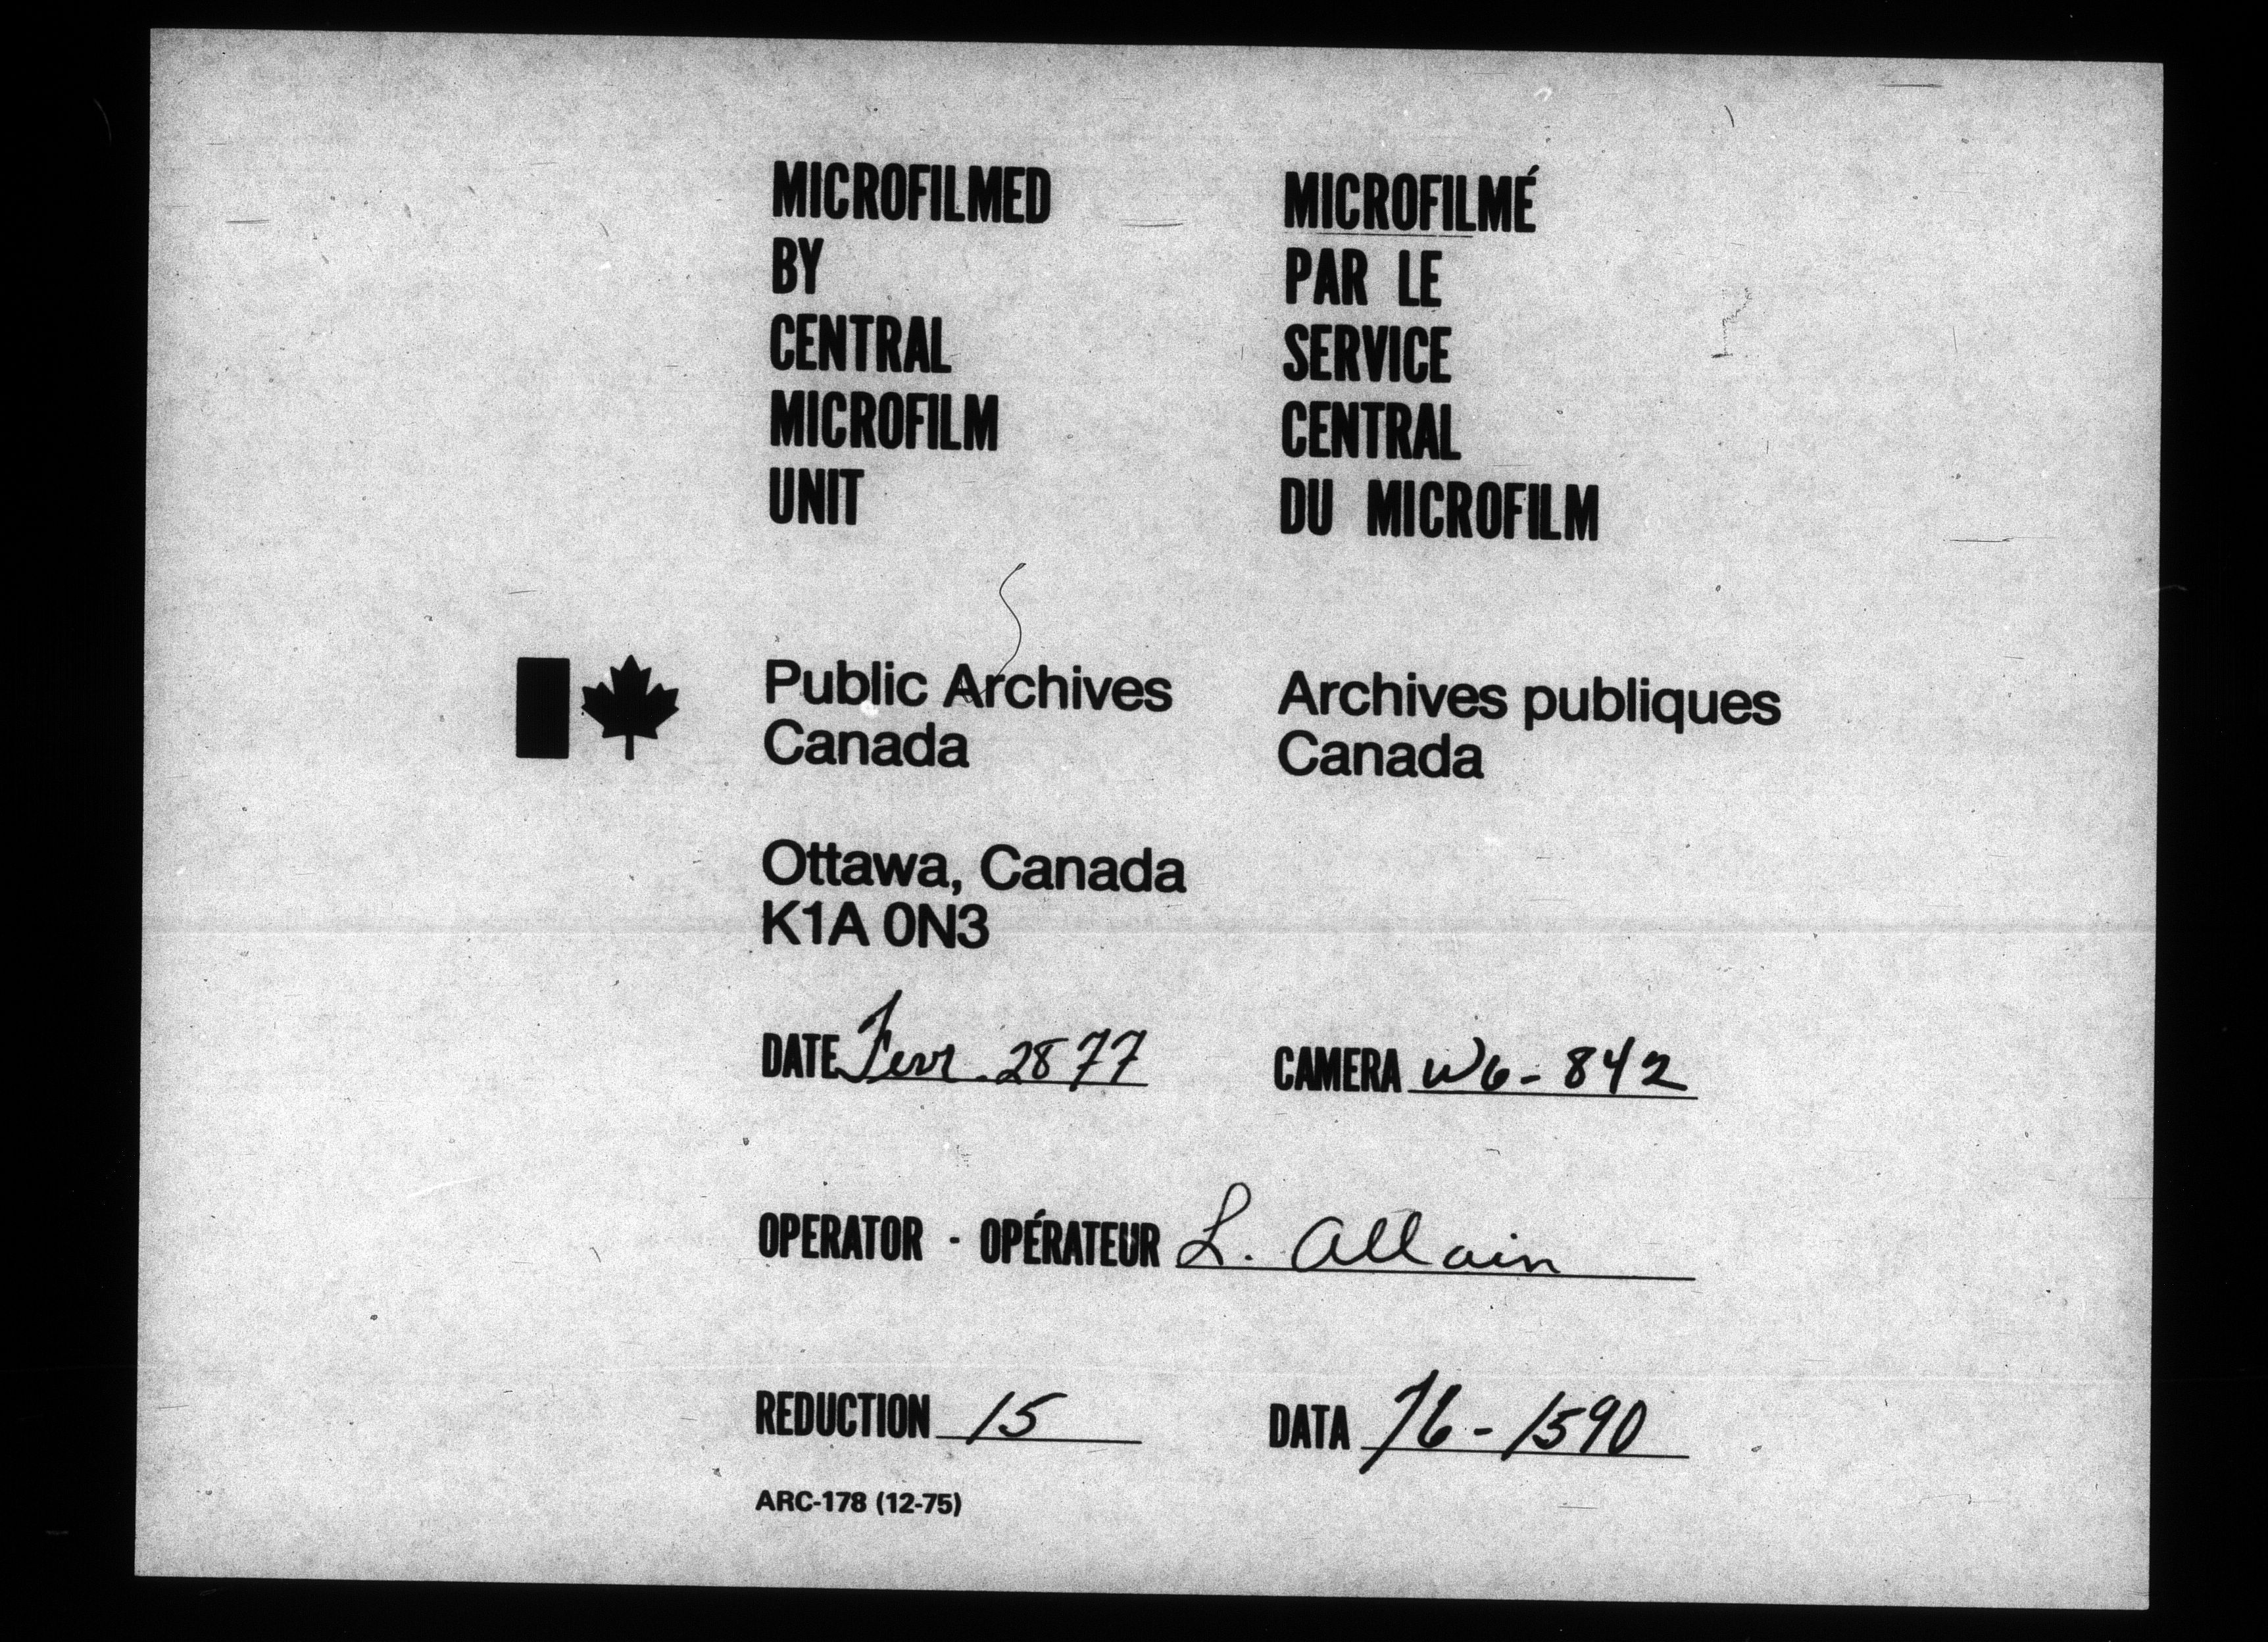 MICROFILMED
BY
CENTRAL
MICROFILM
UNIT
MICROFILMÉ
PAR LE
SERVICE
CENTRAL
DU MICROFILM
Public Archives
Canada
Archives publiques
Canada
Ottawa, Canada
K1A 0N3
DATE Fevr. 28 77
CAMERA W6-842
OPERATOR - OPÉRATEUR L. Allain
REDUCTION 15
DATA 76-1590
ARC-178 (12-75)